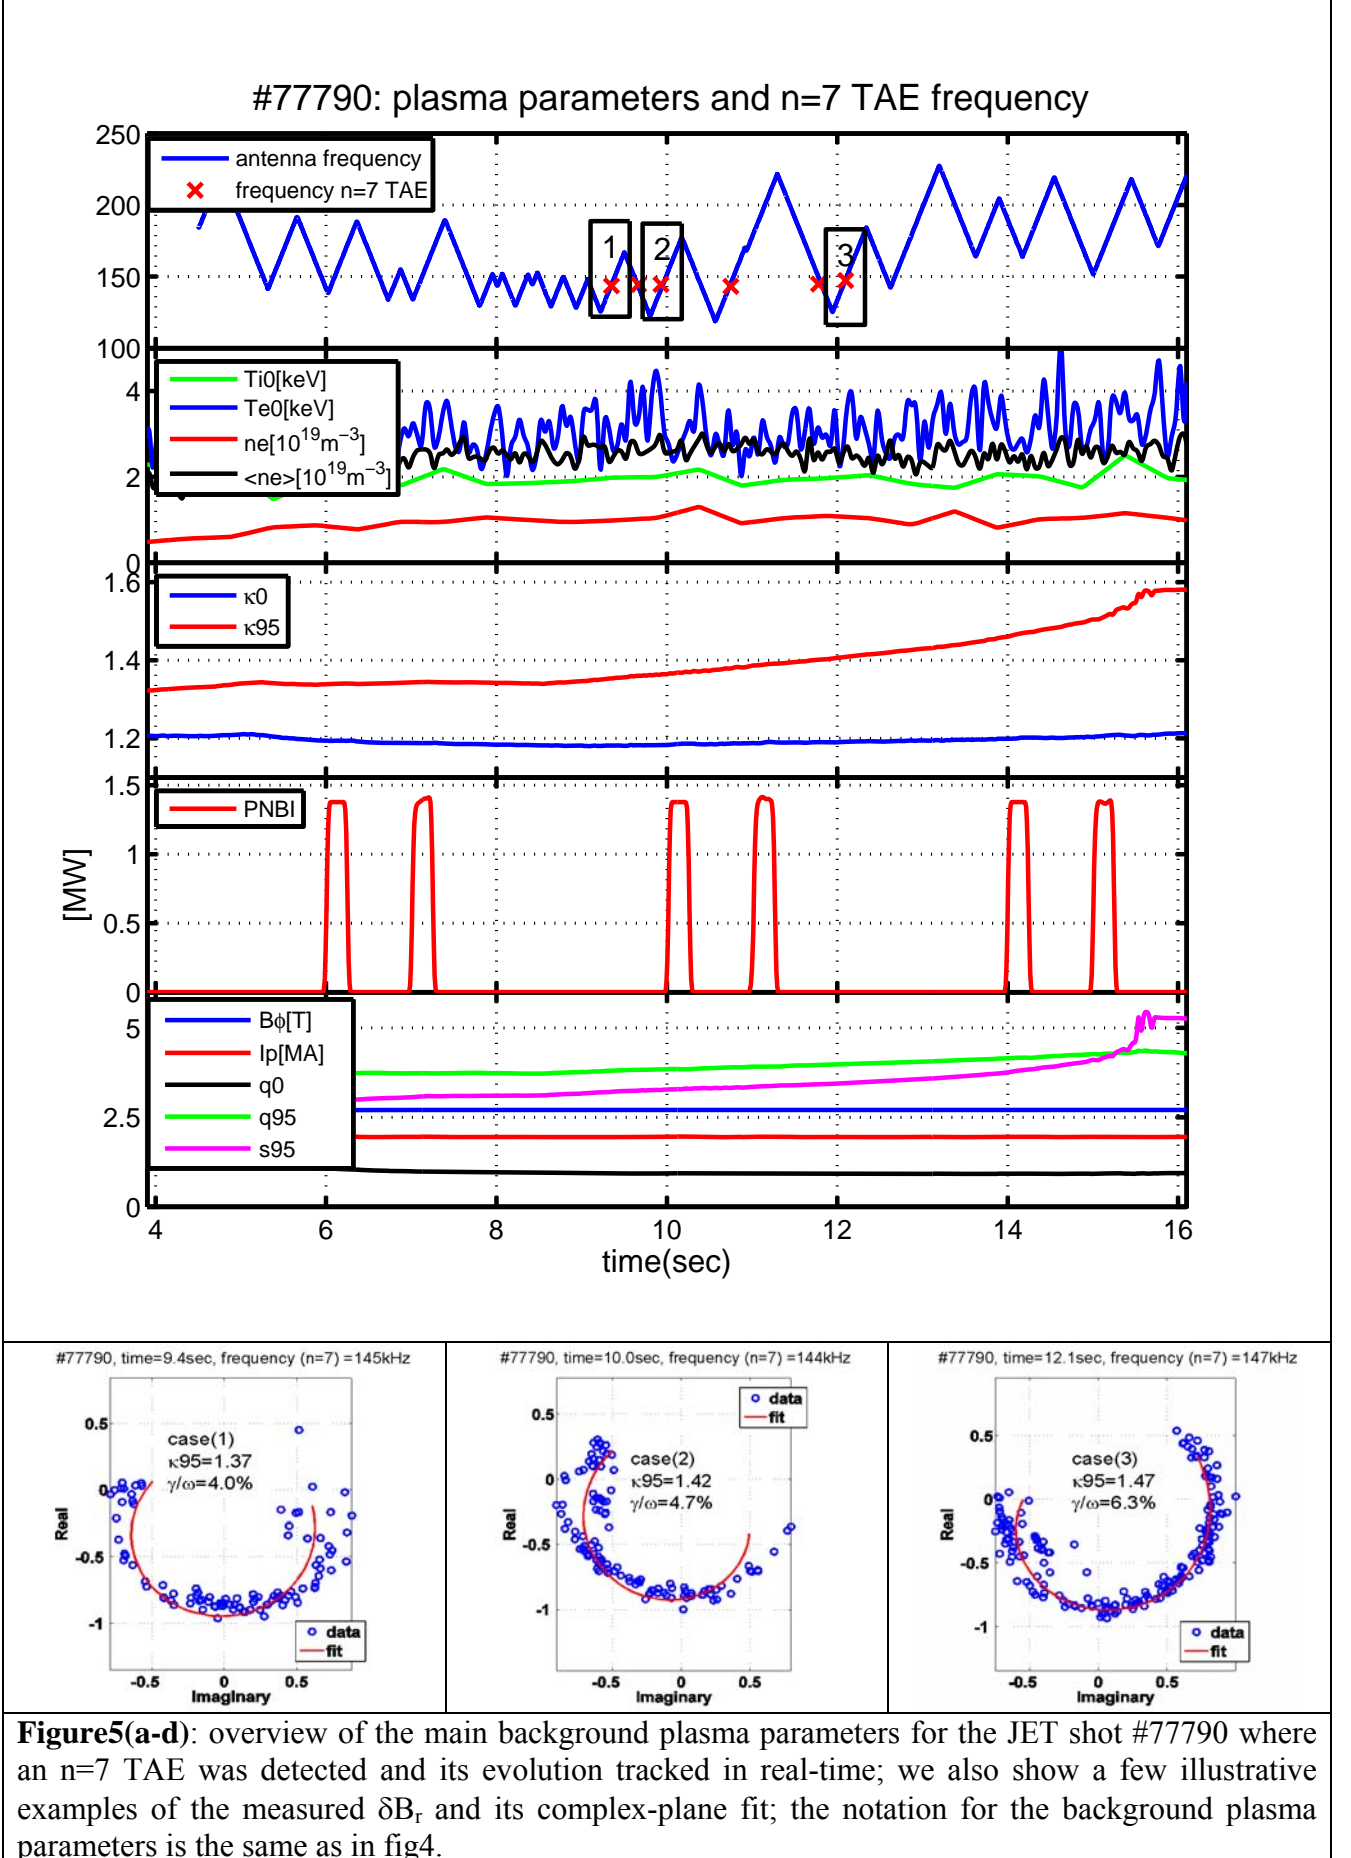 #77790: plasma parameters and n=7 TAE frequency
250
200
150
100
antenna frequency
frequency n=7 TAE
1
2
3
4
2
0
Ti0[keV]
Te0[keV]
ne[10^19 m^−3]
<ne>[10^19 m^−3]
1.6
1.4
1.2
κ0
κ95
1.5
1
0.5
0
[MW]
PNBI
5
2.5
0
Bϕ[T]
Ip[MA]
q0
q95
s95
4 6 8 10 12 14 16
time(sec)
#77790, time=9.4sec, frequency (n=7) =145kHz
0.5
0
-0.5
-1
Real
case(1)
κ95=1.37
γ/ω=4.0%
data
fit
-0.5 0 0.5
Imaginary
#77790, time=10.0sec, frequency (n=7) =144kHz
0.5
0
-0.5
-1
Real
data
fit
case(2)
κ95=1.42
γ/ω=4.7%
-0.5 0 0.5
Imaginary
#77790, time=12.1sec, frequency (n=7) =147kHz
0.5
0
-0.5
-1
Real
case(3)
κ95=1.47
γ/ω=6.3%
data
fit
-0.5 0 0.5
Imaginary
Figure5(a-d): overview of the main background plasma parameters for the JET shot #77790 where
an n=7 TAE was detected and its evolution tracked in real-time; we also show a few illustrative
examples of the measured δBr and its complex-plane fit; the notation for the background plasma
parameters is the same as in fig4.